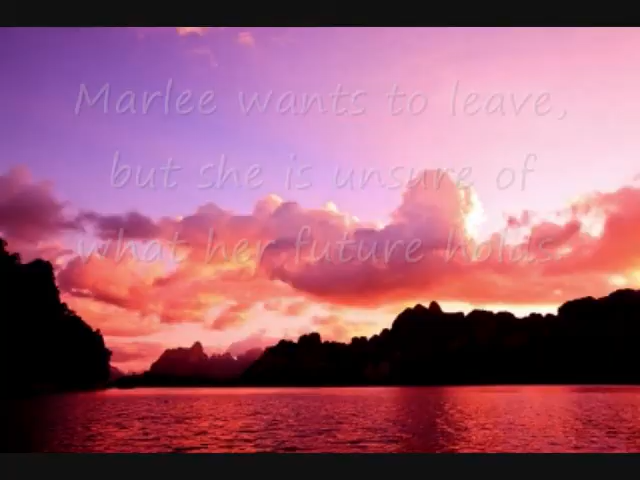 Marlee wants to leave,
but she is unsure of
what her future holds.